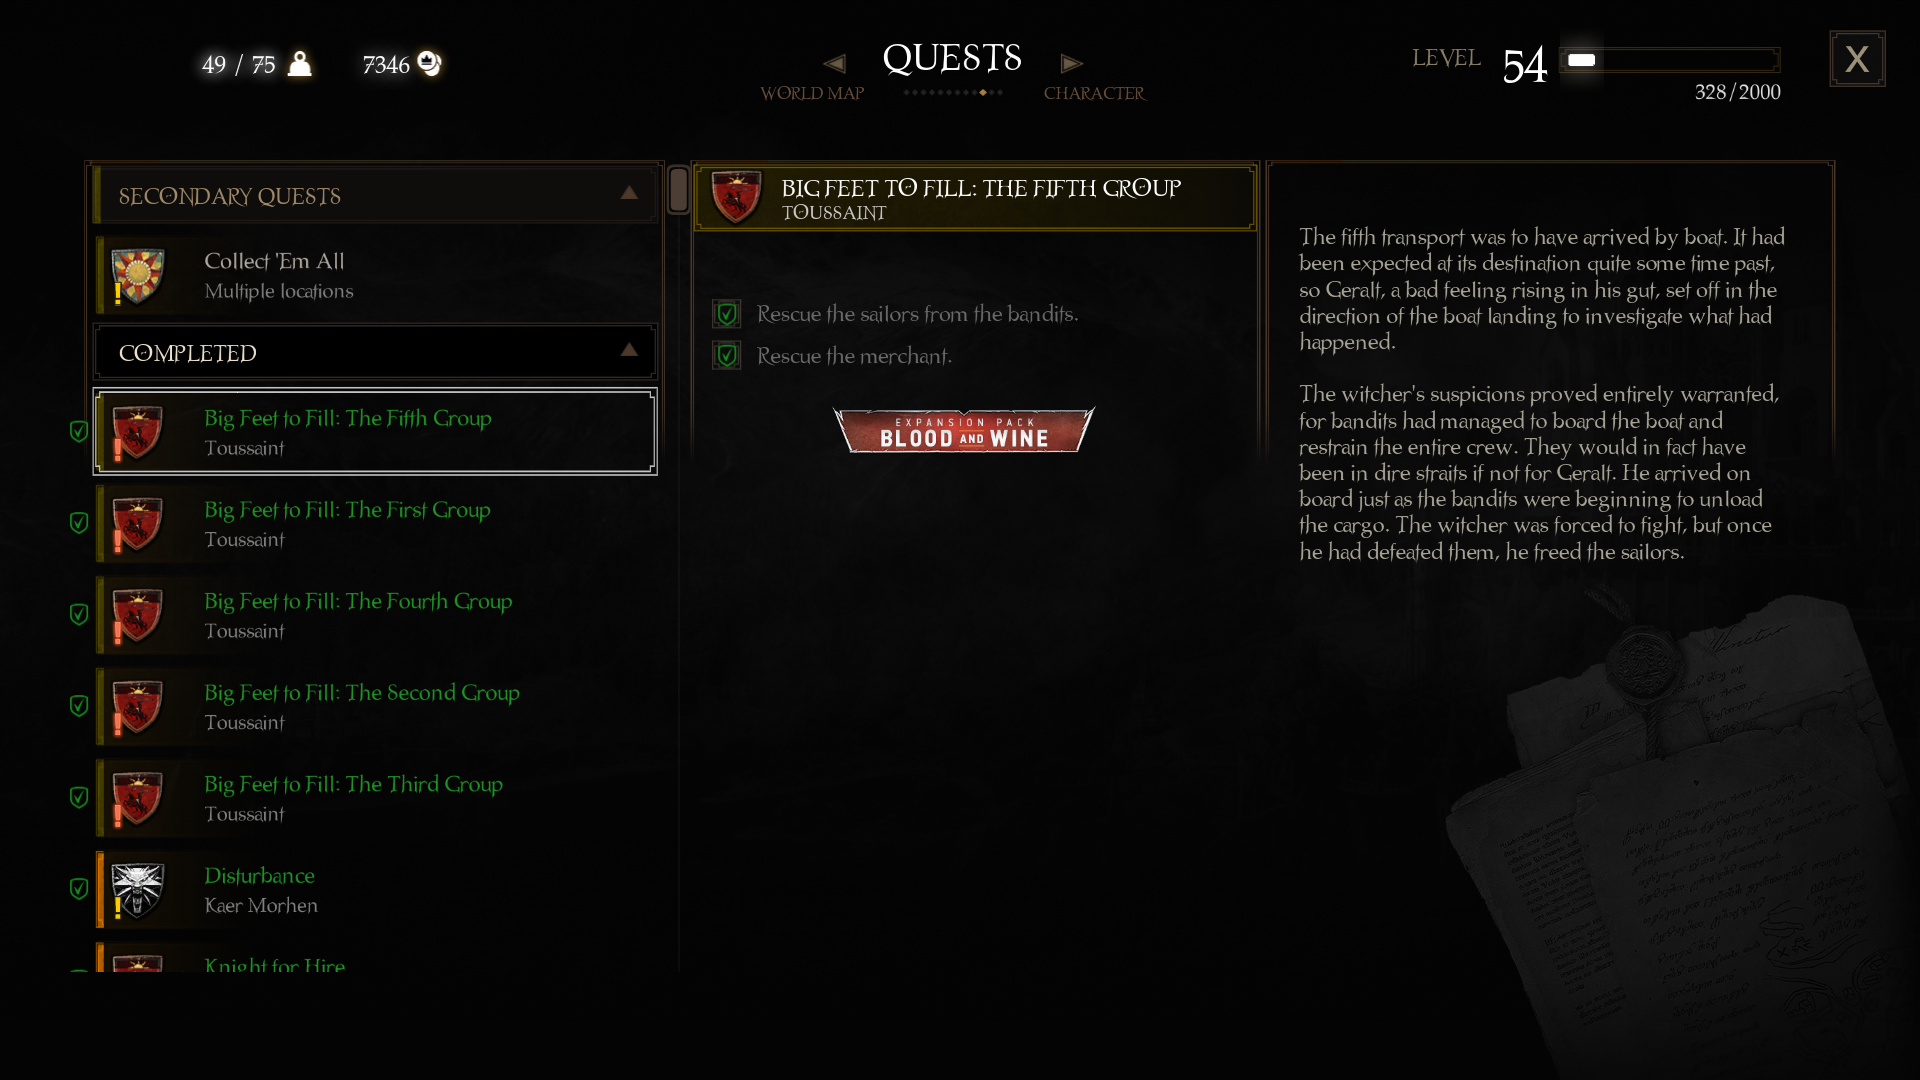 49 / 75
7346
QUESTS
WORLD MAP
CHARACTER
LEVEL 54
328/2000
X
SECONDARY QUESTS
Collect 'Em All
Multiple locations
COMPLETED
Big Feet to Fill: The Fifth Group
Toussaint
Big Feet to Fill: The First Group
Toussaint
Big Feet to Fill: The Fourth Group
Toussaint
Big Feet to Fill: The Second Group
Toussaint
Big Feet to Fill: The Third Group
Toussaint
Disturbance
Kaer Morhen
Knight for Hire
BIG FEET TO FILL: THE FIFTH GROUP
TOUSSAINT
Rescue the sailors from the bandits.
Rescue the merchant.
EXPANSION PACK
BLOOD AND WINE
The fifth transport was to have arrived by boat. It had
been expected at its destination quite some time past,
so Geralt, a bad feeling rising in his gut, set off in the
direction of the boat landing to investigate what had
happened.
The witcher's suspicions proved entirely warranted,
for bandits had managed to board the boat and
restrain the entire crew. They would in fact have
been in dire straits if not for Geralt. He arrived on
board just as the bandits were beginning to unload
the cargo. The witcher was forced to fight, but once
he had defeated them, he freed the sailors.